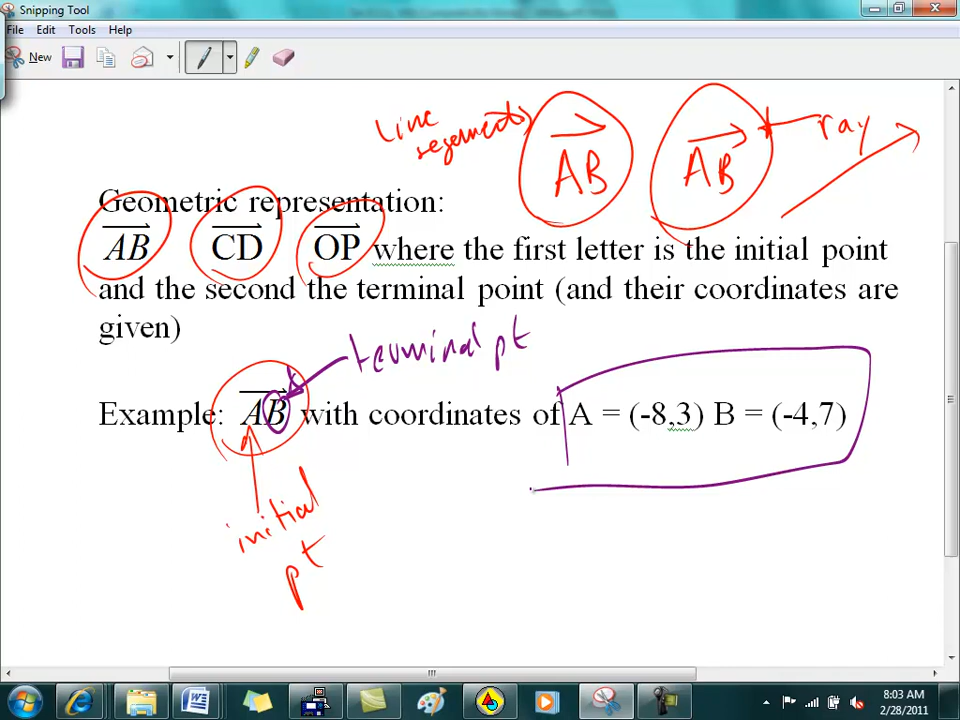 Snipping Tool
File Edit Tools Help
New
line segment AB AB ray
Geometric representation:
AB CD OP where the first letter is the initial point
and the second the terminal point (and their coordinates are
given)
terminal pt
Example: AB with coordinates of A = (-8,3) B = (-4,7)
initial
pt
8:03 AM
2/28/2011